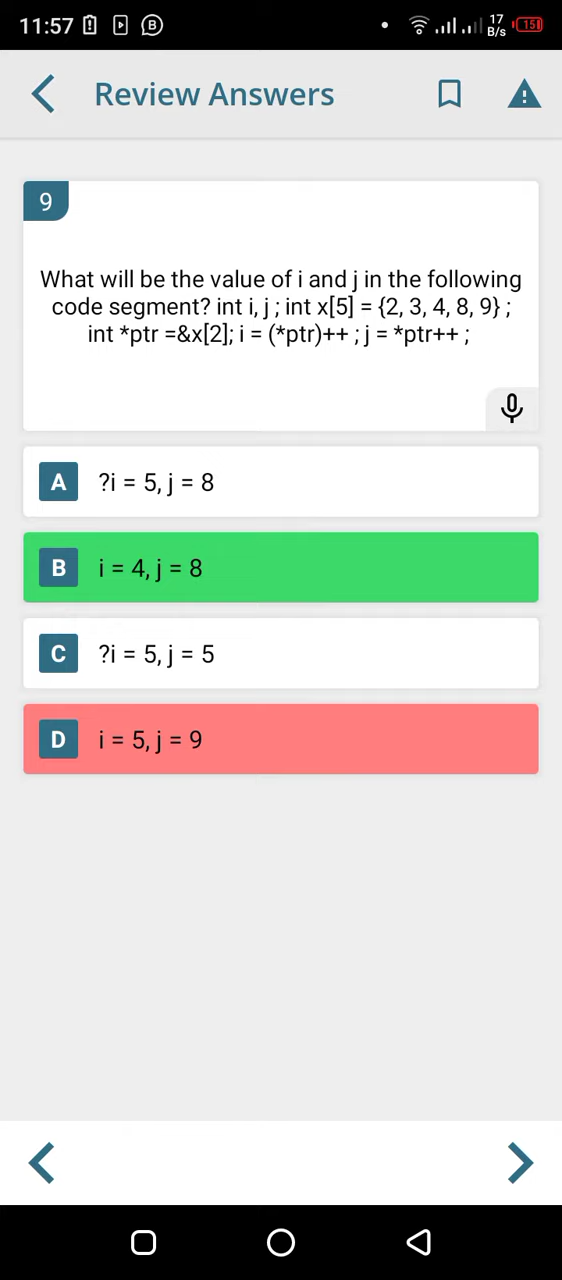 11:57
17
B/s
15
Review Answers
9
What will be the value of i and j in the following
code segment? int i, j ; int x[5] = {2, 3, 4, 8, 9} ;
int *ptr =&x[2]; i = (*ptr)++ ; j = *ptr++ ;
A ?i = 5, j = 8
B i = 4, j = 8
C ?i = 5, j = 5
D i = 5, j = 9